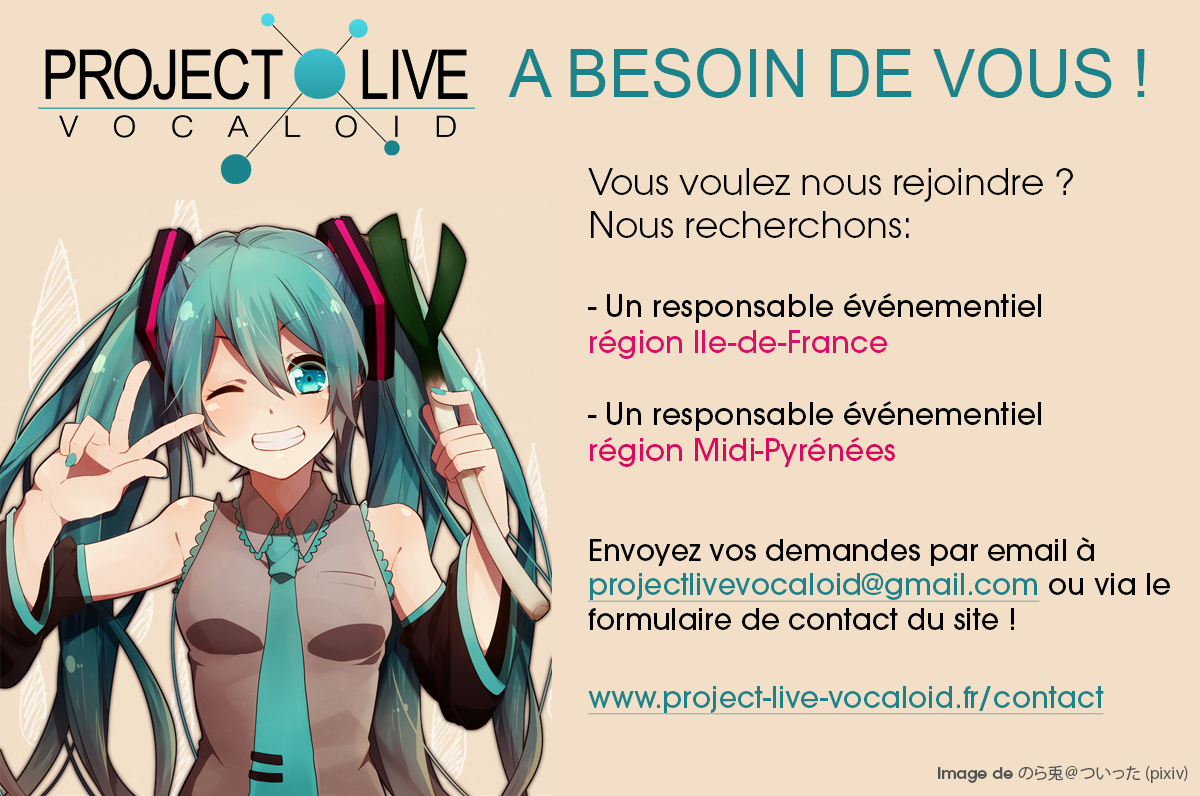 PROJECT LIVE
VOCALOID
A BESOIN DE VOUS !
Vous voulez nous rejoindre ?
Nous recherchons:
- Un responsable événementiel
région Ile-de-France
- Un responsable événementiel
région Midi-Pyrénées
Envoyez vos demandes par email à
projectlivevocaloid@gmail.com ou via le
formulaire de contact du site !
www.project-live-vocaloid.fr/contact
Image de のら兎@ついった (pixiv)